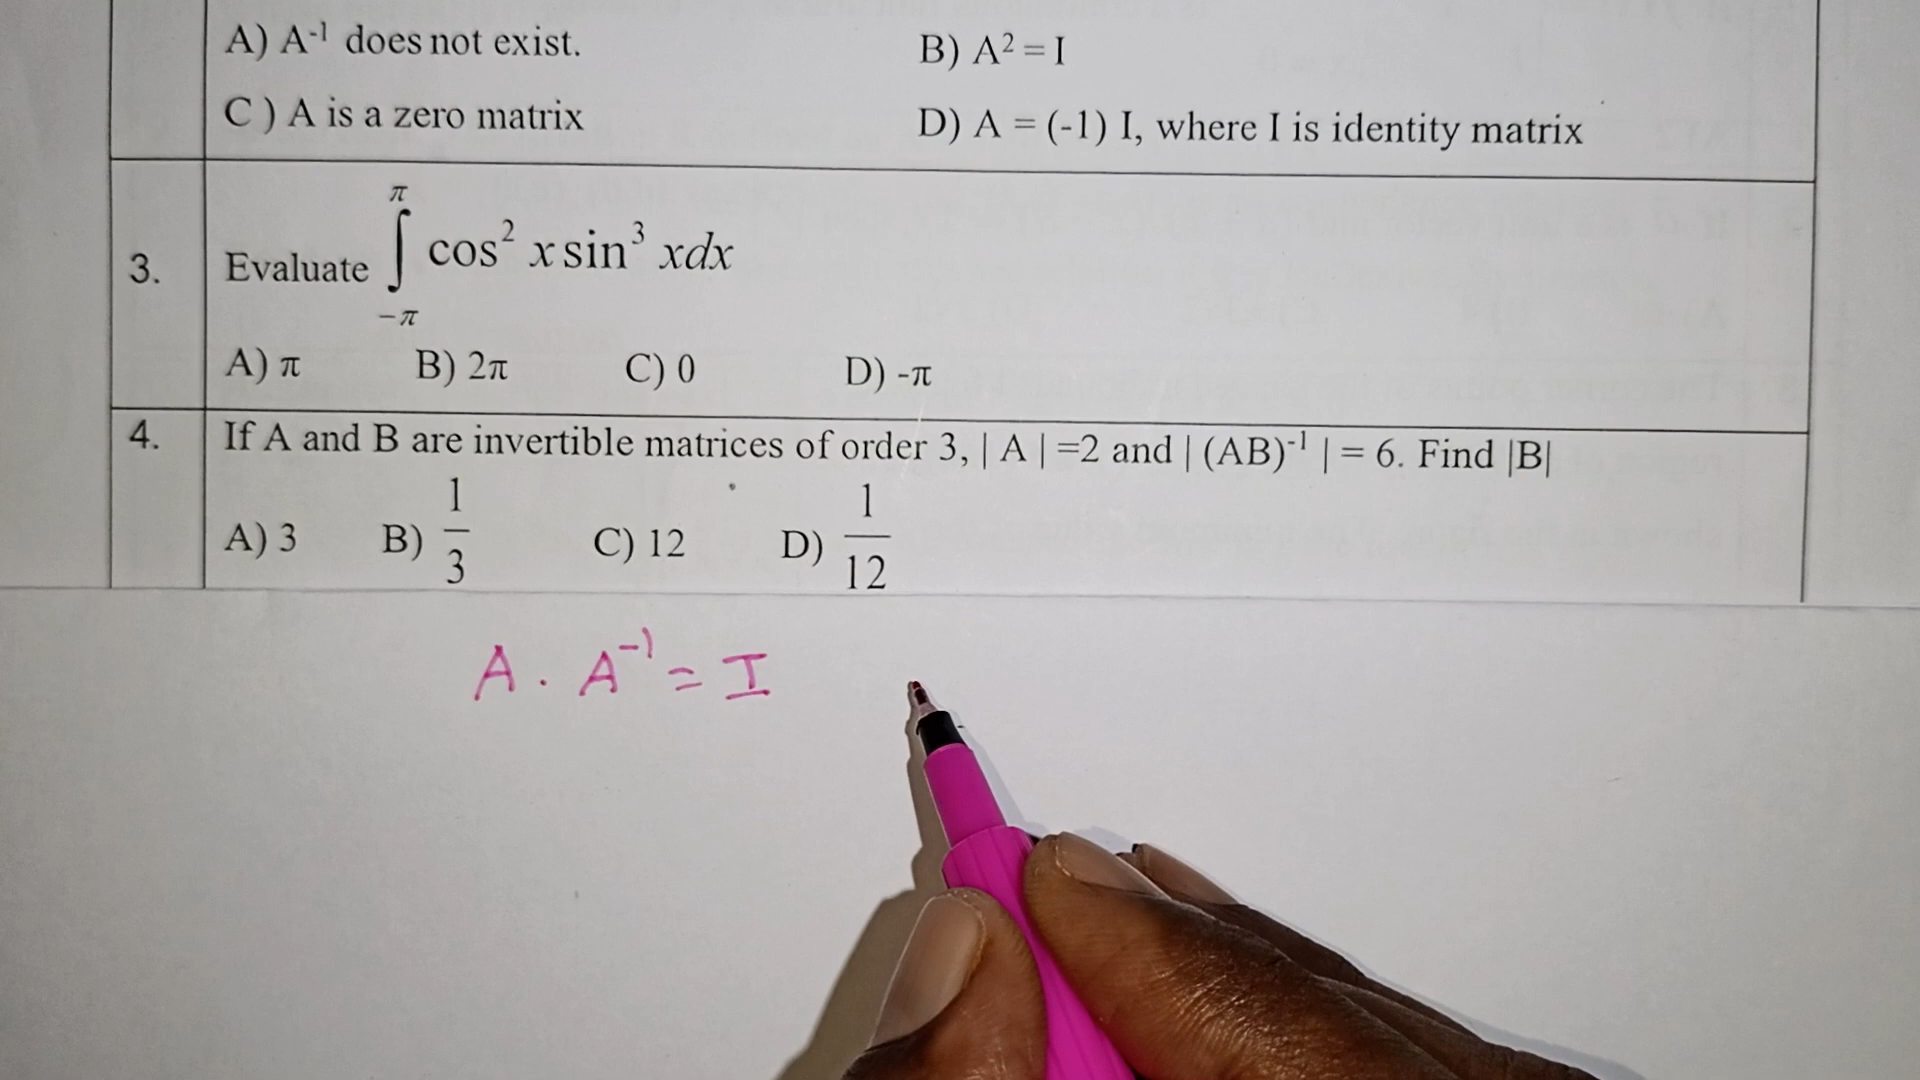 A) A⁻¹ does not exist. B) A² = I
C ) A is a zero matrix D) A = (-1) I, where I is identity matrix
3. Evaluate ∫_{-π}^{π} cos² x sin³ xdx
A) π B) 2π C) 0 D) -π
4. If A and B are invertible matrices of order 3, | A | =2 and | (AB)⁻¹ | = 6. Find |B|
A) 3 B) 1/3 C) 12 D) 1/12
A . A⁻¹ = I